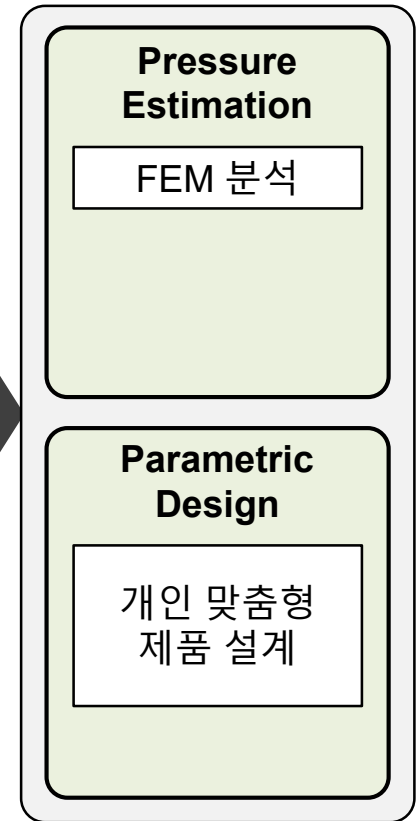 Pressure
Estimation
FEM 분석
Parametric
Design
개인 맞춤형
제품 설계